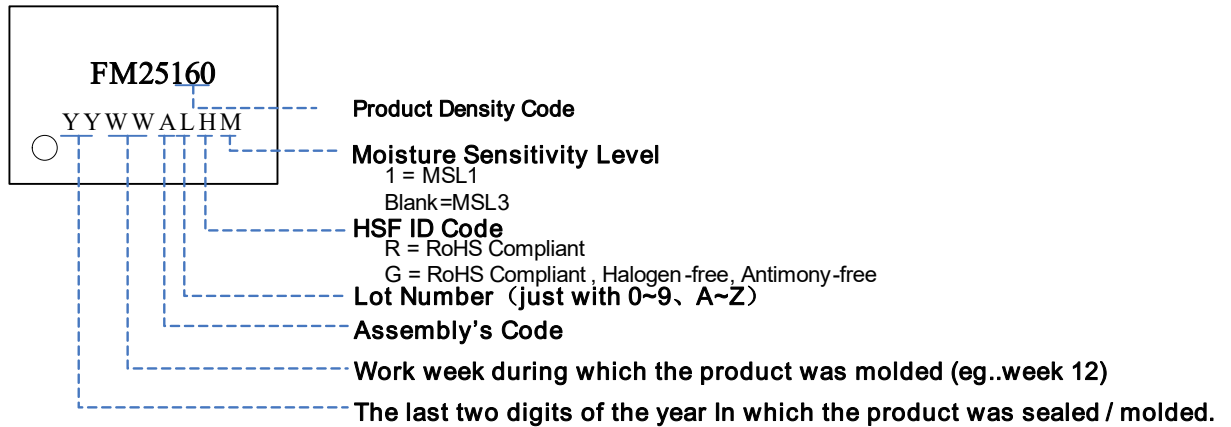 FM25160
YYWWALHM
Product Density Code
Moisture Sensitivity Level
1 = MSL1
Blank=MSL3
HSF ID Code
R = RoHS Compliant
G = RoHS Compliant , Halogen-free, Antimony-free
Lot Number（just with 0~9、A~Z）
Assembly’s Code
Work week during which the product was molded (eg..week 12)
The last two digits of the year In which the product was sealed / molded.